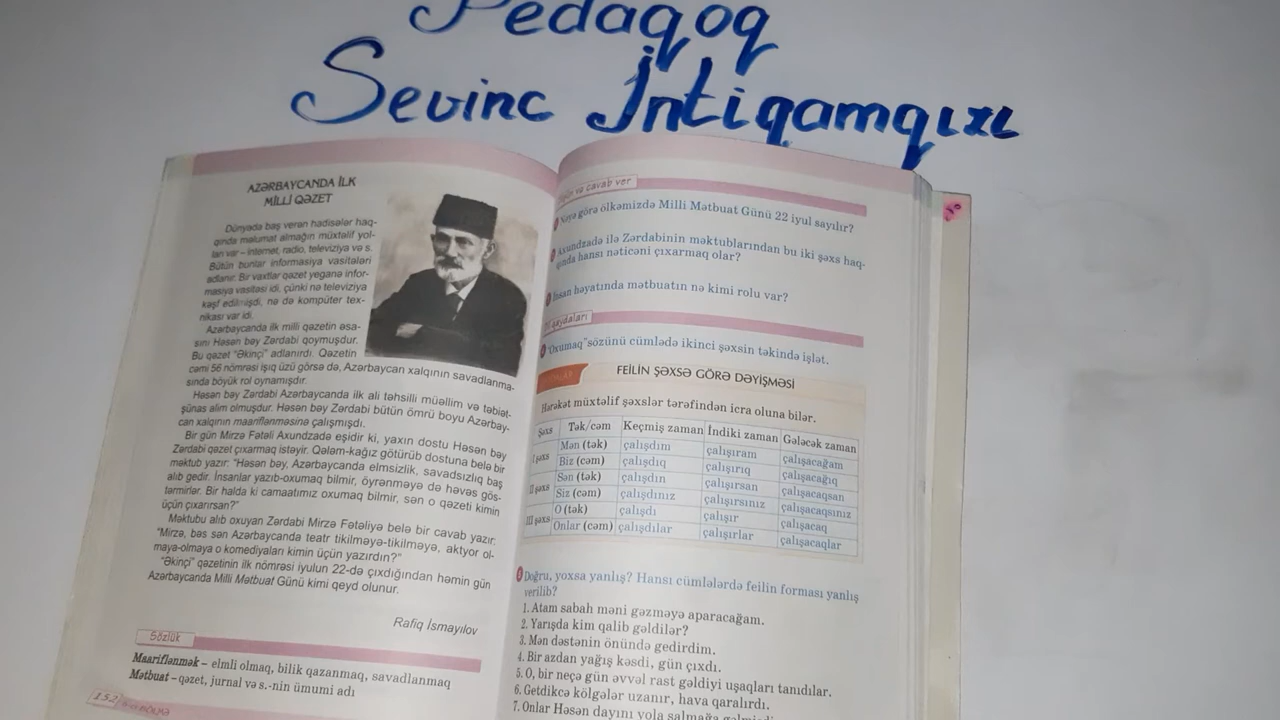 Pedaqoq
Sevinc İntiqamqızı
AZƏRBAYCANDA İLK
MİLLİ QƏZET
Dünyada baş verən hadisələr haq-
qında məlumat almağın müxtəlif yol-
ları var – internet, radio, televiziya və s.
Bütün bunlar informasiya vasitələri
adlanır. Bir vaxtlar qəzet yeganə infor-
masiya vasitəsi idi, çünki nə televiziya
kəşf edilmişdi, nə də kompüter tex-
nikası var idi.
Azərbaycanda ilk milli qəzetin əsa-
sını Həsən bəy Zərdabi qoymuşdur.
Bu qəzet "Əkinçi" adlanırdı. Qəzetin
cəmi 56 nömrəsi işıq üzü görsə də, Azərbaycan xalqının savadlanma-
sında böyük rol oynamışdır.
Həsən bəy Zərdabi Azərbaycanda ilk ali təhsilli müəllim və təbiət-
şünas alim olmuşdur. Həsən bəy Zərdabi bütün ömrü boyu Azərbay-
can xalqının maariflənməsinə çalışmışdı.
Bir gün Mirzə Fətəli Axundzadə eşidir ki, yaxın dostu Həsən bəy
Zərdabi qəzet çıxarmaq istəyir. Qələm-kağız götürüb dostuna belə bir
məktub yazır: "Həsən bəy, Azərbaycanda elmsizlik, savadsızlıq baş
alıb gedir. İnsanlar yazıb-oxumaq bilmir, öyrənməyə də həvəs gös-
tərmirlər. Bir halda ki camaatımız oxumaq bilmir, sən o qəzeti kimin
üçün çıxarırsan?"
Məktubu alıb oxuyan Zərdabi Mirzə Fətəliyə belə bir cavab yazır:
"Mirzə, bəs sən Azərbaycanda teatr tikilməyə-tikilməyə, aktyor ol-
maya-olmaya o komediyaları kimin üçün yazırdın?"
"Əkinçi" qəzetinin ilk nömrəsi iyulun 22-də çıxdığından həmin gün
Azərbaycanda Milli Mətbuat Günü kimi qeyd olunur.
Rafiq İsmayılov
Sözlük
Maariflənmək – elmli olmaq, bilik qazanmaq, savadlanmaq
Mətbuat – qəzet, jurnal və s.-nin ümumi adı
152
və cavab ver
Nəyə görə ölkəmizdə Milli Mətbuat Günü 22 iyul sayılır?
Axundzadə ilə Zərdabinin məktublarından bu iki şəxs haq-
qında hansı nəticəni çıxarmaq olar?
İnsan həyatında mətbuatın nə kimi rolu var?
Dil qaydaları
"Oxumaq" sözünü cümlədə ikinci şəxsin təkində işlət.
FEİLİN ŞƏXSƏ GÖRƏ DƏYİŞMƏSİ
Hərəkət müxtəlif şəxslər tərəfindən icra oluna bilər.
Şəxs Tək/cəm Keçmiş zaman İndiki zaman Gələcək zaman
I şəxs Mən (tək) çalışdım çalışıram çalışacağam
Biz (cəm) çalışdıq çalışırıq çalışacağıq
II şəxs Sən (tək) çalışdın çalışırsan çalışacaqsan
Siz (cəm) çalışdınız çalışırsınız çalışacaqsınız
III şəxs O (tək) çalışdı çalışır çalışacaq
Onlar (cəm) çalışdılar çalışırlar çalışacaqlar
Doğru, yoxsa yanlış? Hansı cümlələrdə feilin forması yanlış
verilib?
1. Atam sabah məni gəzməyə aparacağam.
2. Yarışda kim qalib gəldilər?
3. Mən dəstənin önündə gedirdim.
4. Bir azdan yağış kəsdi, gün çıxdı.
5. O, bir neçə gün əvvəl rast gəldiyi uşaqları tanıdılar.
6. Getdikcə kölgələr uzanır, hava qaralırdı.
7. Onlar Həsən dayını yola salmağa